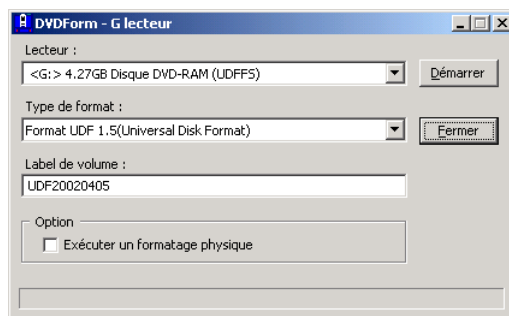 DVDForm - G lecteur
Lecteur :
<G:> 4.27GB Disque DVD-RAM (UDFFS)
Démarrer
Type de format :
Format UDF 1.5(Universal Disk Format)
Fermer
Label de volume :
UDF20020405
Option
Exécuter un formatage physique